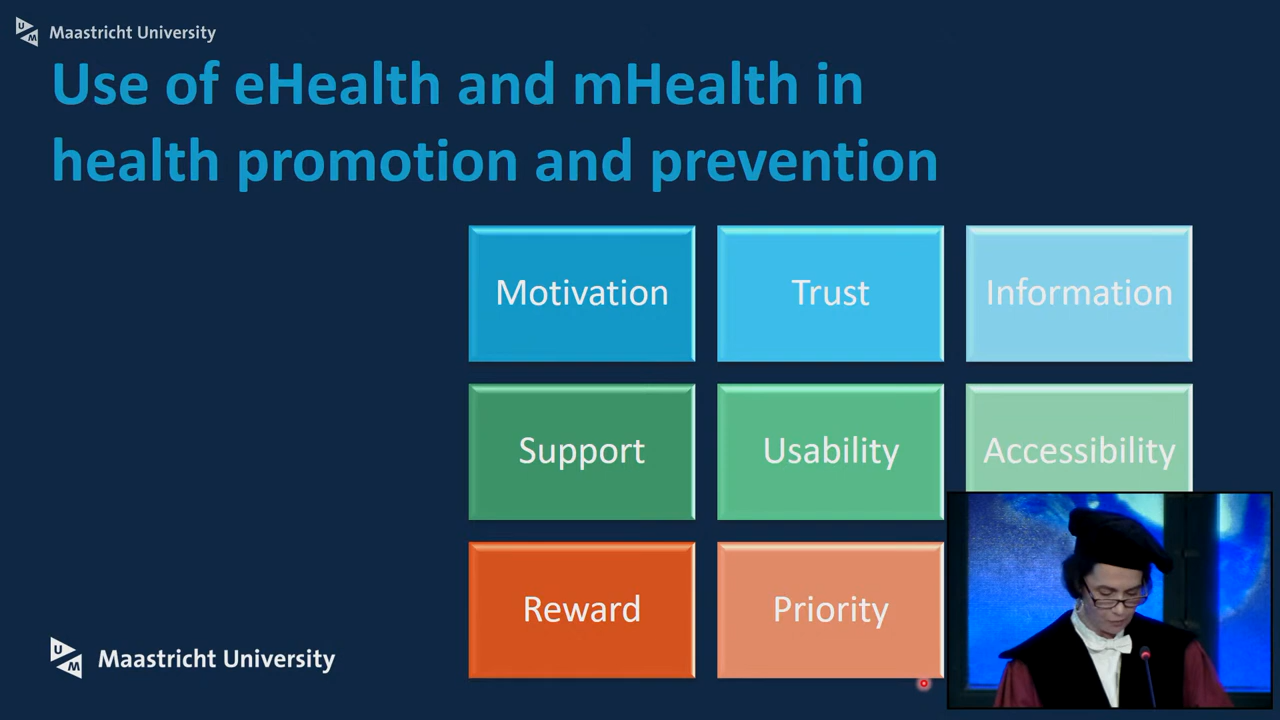 Maastricht University
Use of eHealth and mHealth in
health promotion and prevention
Motivation
Trust
Information
Support
Usability
Accessibility
Reward
Priority
UM
Maastricht University